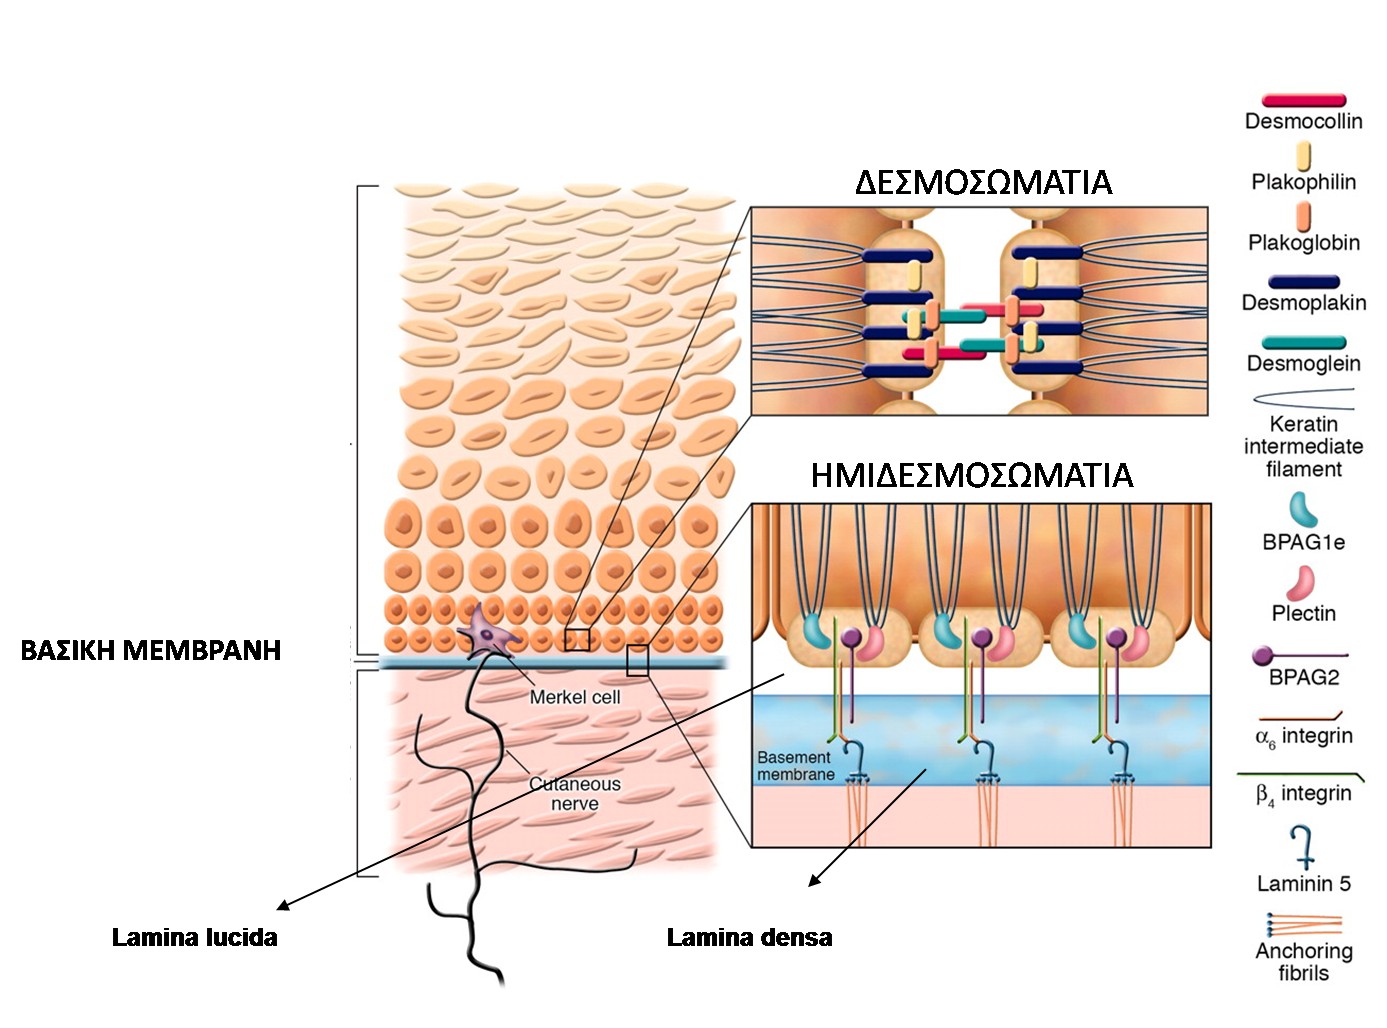 ΔΕΣΜΟΣΩΜΑΤΙΑ
ΗΜΙΔΕΣΜΟΣΩΜΑΤΙΑ
ΒΑΣΙΚΗ ΜΕΜΒΡΑΝΗ
Merkel cell
Cutaneous
nerve
Basement
membrane
Lamina lucida
Lamina densa
Desmocollin
Plakophilin
Plakoglobin
Desmoplakin
Desmoglein
Keratin
intermediate
filament
BPAG1e
Plectin
BPAG2
α6 integrin
β4 integrin
Laminin 5
Anchoring
fibrils